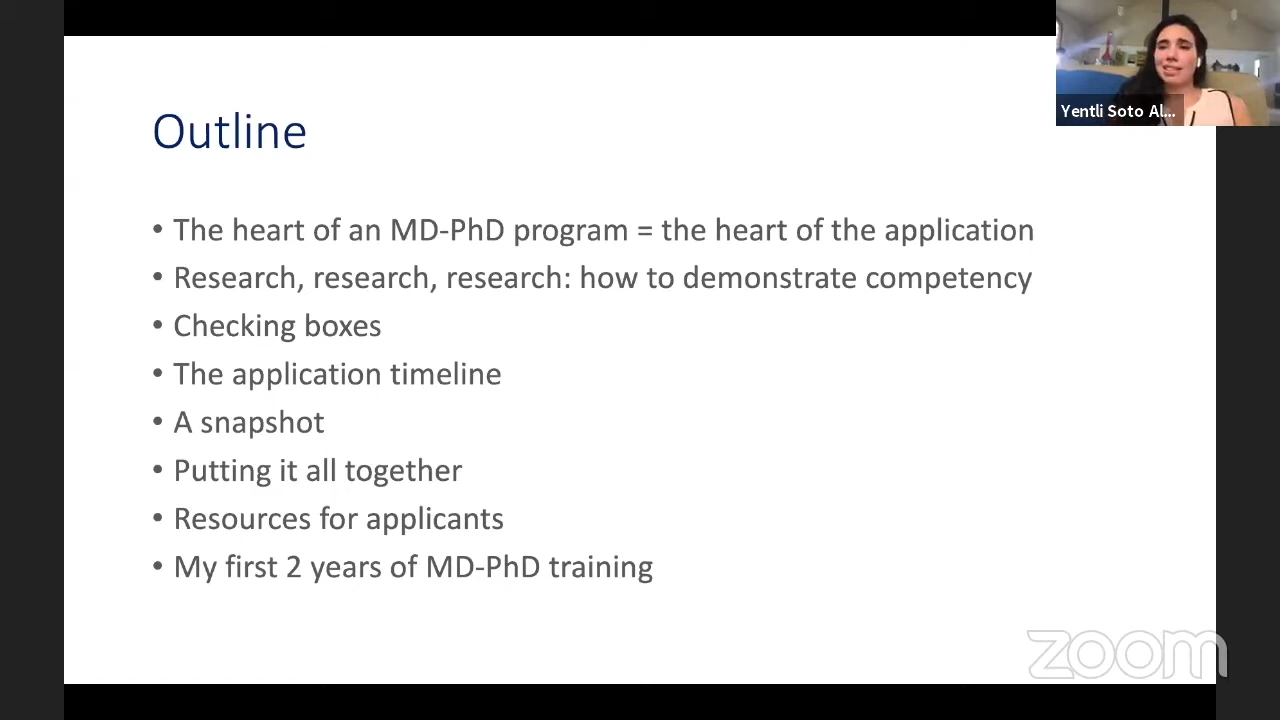 Yentli Soto Al...
Outline
• The heart of an MD-PhD program = the heart of the application
• Research, research, research: how to demonstrate competency
• Checking boxes
• The application timeline
• A snapshot
• Putting it all together
• Resources for applicants
• My first 2 years of MD-PhD training
zoom